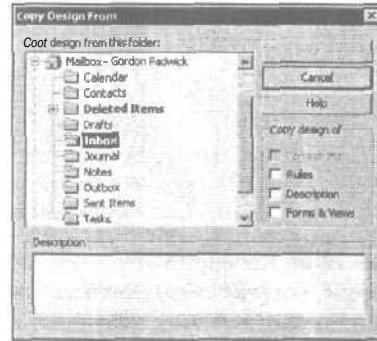 Copy Design From
Coot design from this folder:
Mailbox - Gordon Padwick
Calendar
Contacts
Deleted Items
Drafts
Inbox
Journal
Notes
Outbox
Sent Items
Tasks
Cancel
Help
Copy design of
Rules
Description
Forms & Views
Description